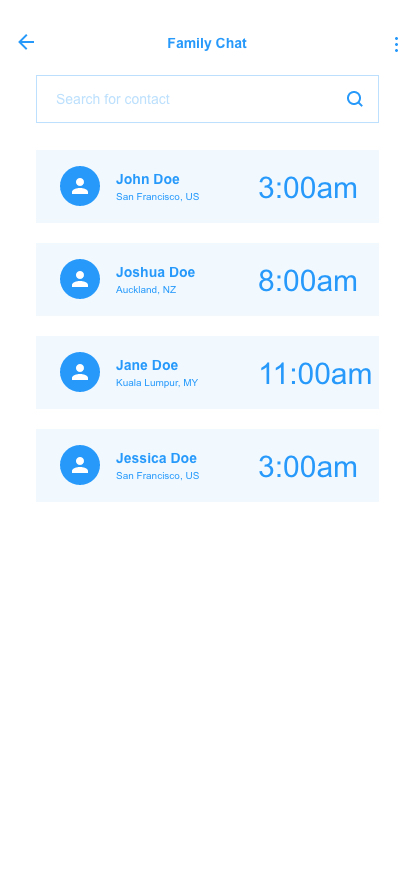 Family Chat
Search for contact
John Doe
San Francisco, US
3:00am
Joshua Doe
Auckland, NZ
8:00am
Jane Doe
Kuala Lumpur, MY
11:00am
Jessica Doe
San Francisco, US
3:00am